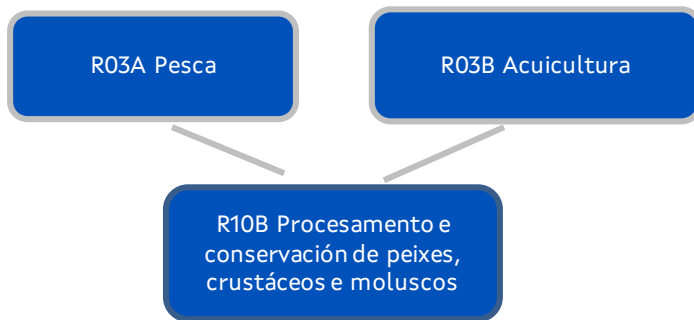 R03A Pesca
R03B Acuicultura
R10B Procesamento e
conservación de peixes,
crustáceos e moluscos